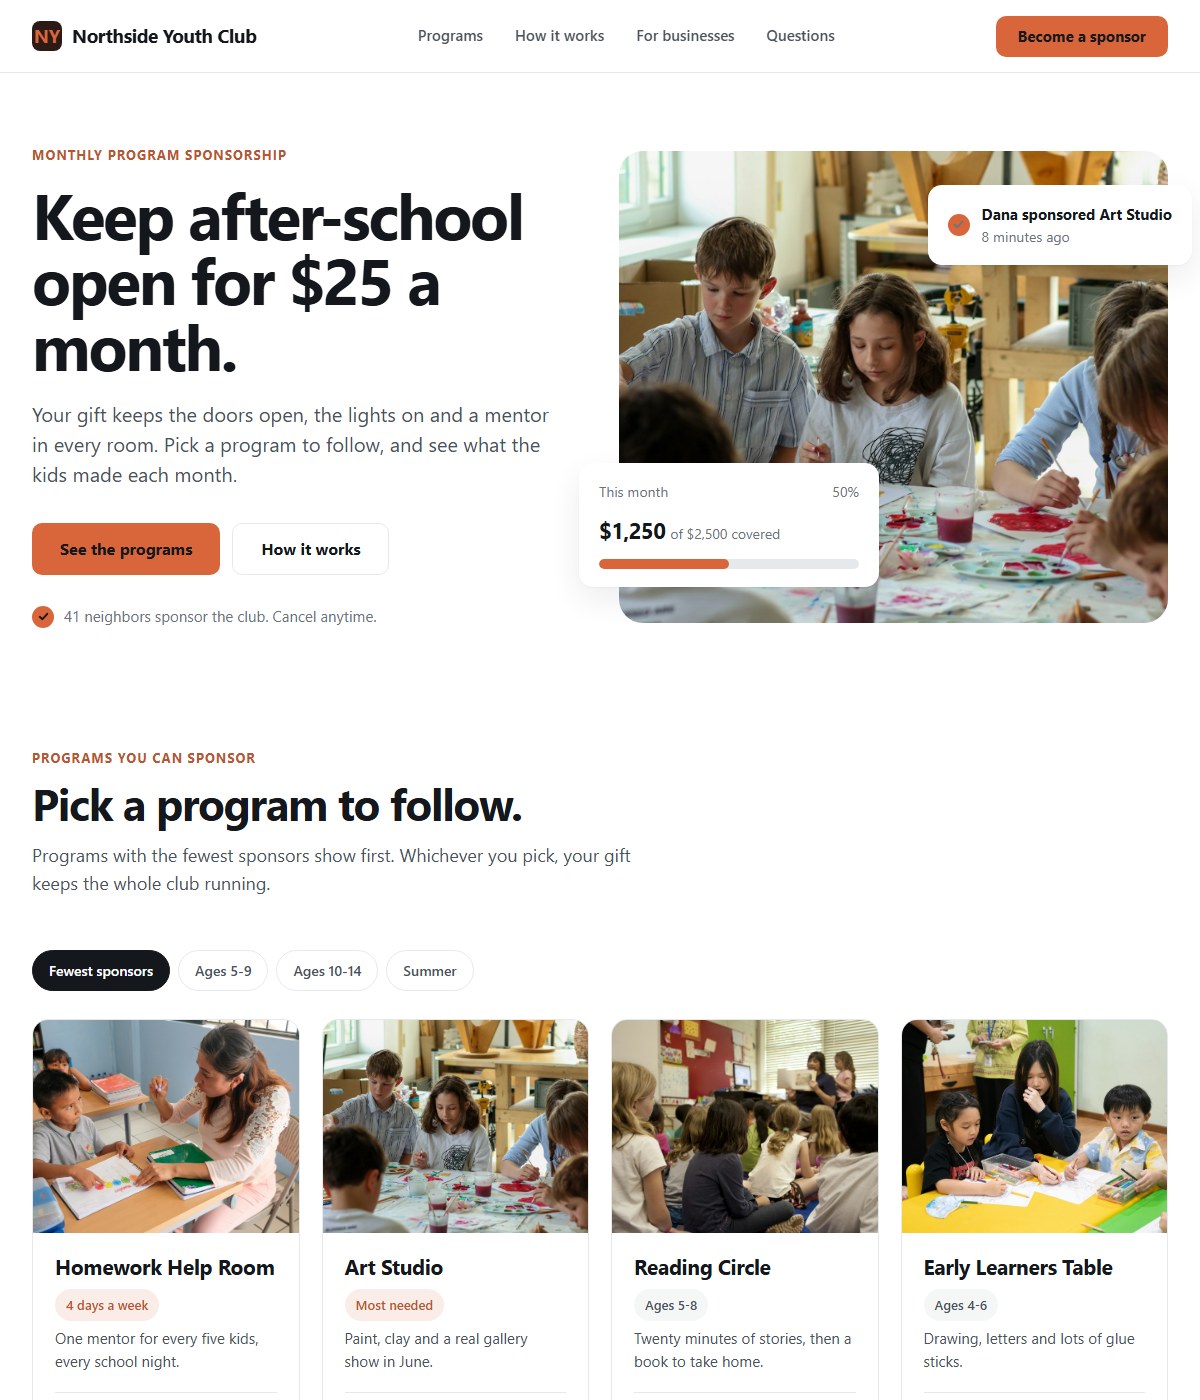 NY Northside Youth Club
Programs
How it works
For businesses
Questions
Become a sponsor
MONTHLY PROGRAM SPONSORSHIP
Keep after-school
open for $25 a
month.
Your gift keeps the doors open, the lights on and a mentor
in every room. Pick a program to follow, and see what the
kids made each month.
See the programs
How it works
41 neighbors sponsor the club. Cancel anytime.
Dana sponsored Art Studio
8 minutes ago
This month 50%
$1,250 of $2,500 covered
PROGRAMS YOU CAN SPONSOR
Pick a program to follow.
Programs with the fewest sponsors show first. Whichever you pick, your gift
keeps the whole club running.
Fewest sponsors
Ages 5-9
Ages 10-14
Summer
Homework Help Room
4 days a week
One mentor for every five kids,
every school night.
Art Studio
Most needed
Paint, clay and a real gallery
show in June.
Reading Circle
Ages 5-8
Twenty minutes of stories, then a
book to take home.
Early Learners Table
Ages 4-6
Drawing, letters and lots of glue
sticks.